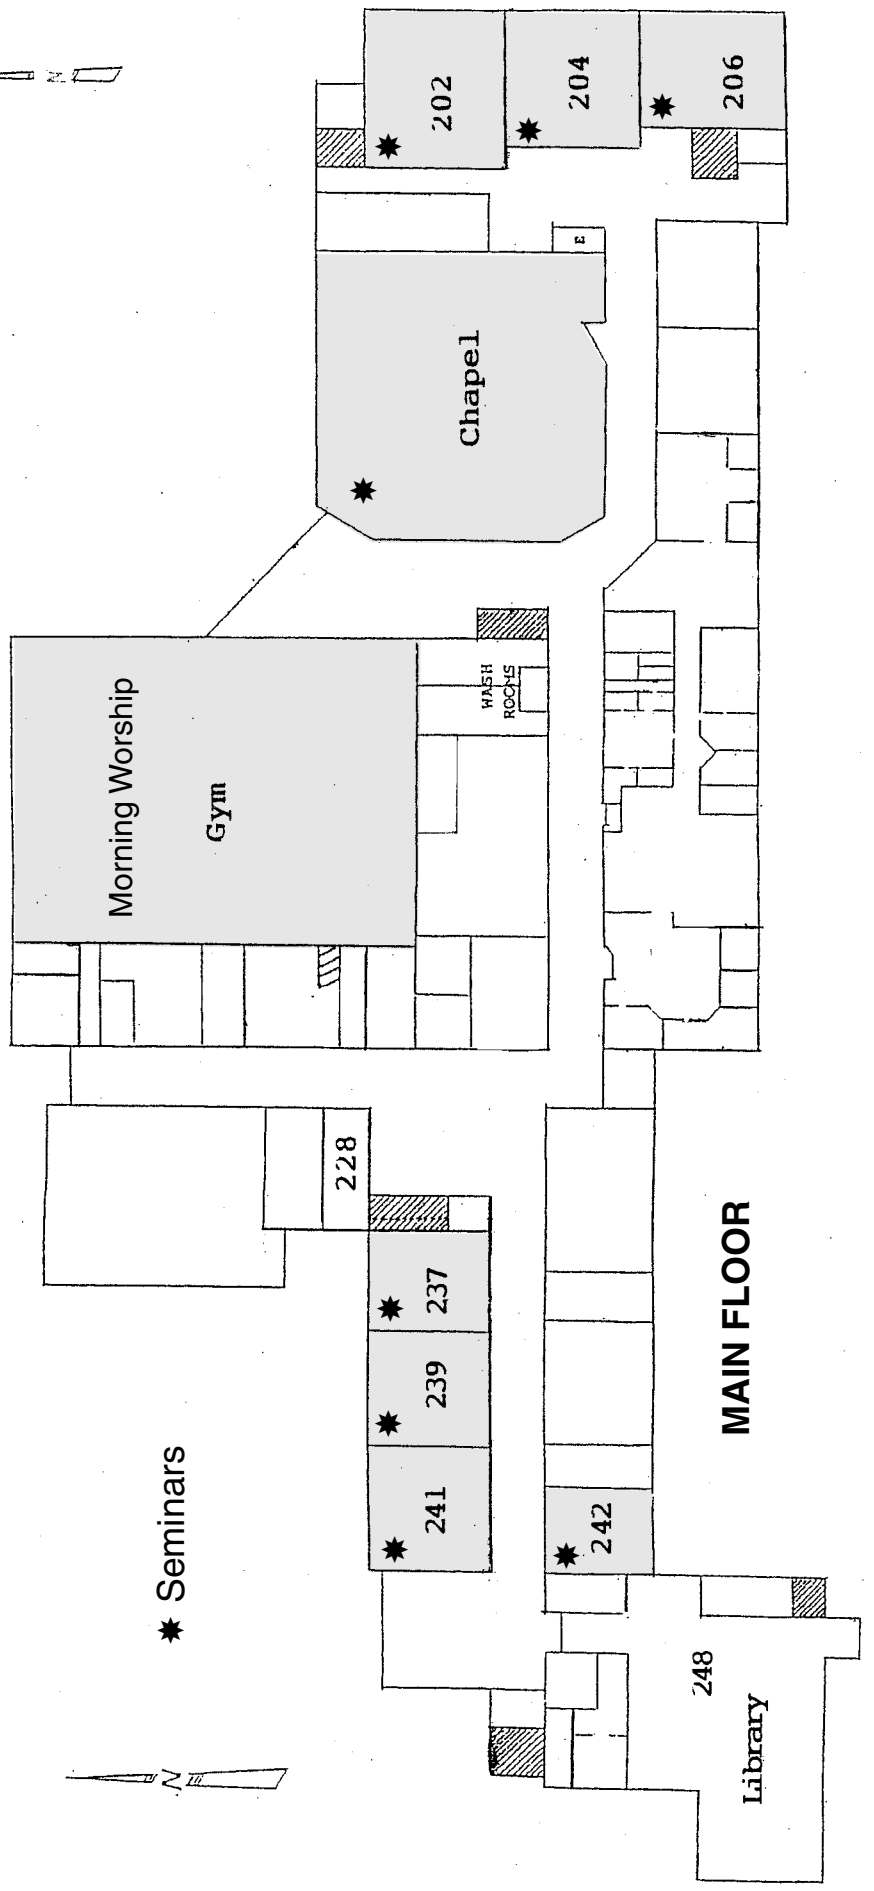 N
202
204
206
E
Chapel
Morning Worship
Gym
WASH
ROOMS
228
237
239
241
242
MAIN FLOOR
✷ Seminars
248
Library
N